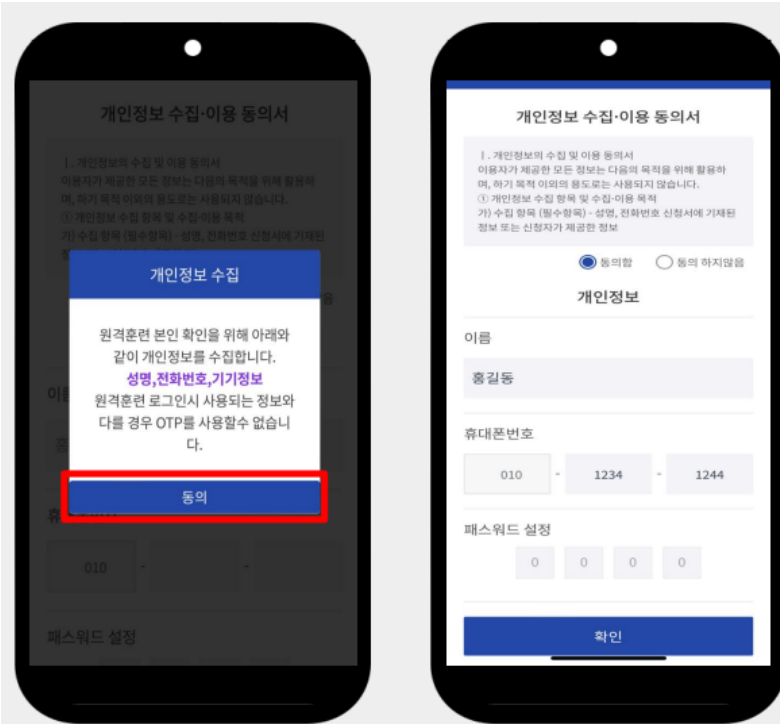 개인정보 수집·이용 동의서
Ⅰ. 개인정보의 수집 및 이용 동의서
이용자가 제공한 모든 정보는 다음의 목적을 위해 활용하
며, 하기 목적 이외의 용도로는 사용되지 않습니다.
① 개인정보 수집 항목 및 수집·이용 목적
가) 수집 항목 (필수항목) - 성명, 전화번호 신청서에 기재된
개인정보 수집
원격훈련 본인 확인을 위해 아래와
같이 개인정보를 수집합니다.
성명,전화번호,기기정보
원격훈련 로그인시 사용되는 정보와
다를 경우 OTP를 사용할수 없습니
다.
동의
010 - -
패스워드 설정
개인정보 수집·이용 동의서
Ⅰ. 개인정보의 수집 및 이용 동의서
이용자가 제공한 모든 정보는 다음의 목적을 위해 활용하
며, 하기 목적 이외의 용도로는 사용되지 않습니다.
① 개인정보 수집 항목 및 수집·이용 목적
가) 수집 항목 (필수항목) - 성명, 전화번호 신청서에 기재된
정보 또는 신청자가 제공한 정보
동의함 동의 하지않음
개인정보
이름
홍길동
휴대폰번호
010 - 1234 - 1244
패스워드 설정
0 0 0 0
확인